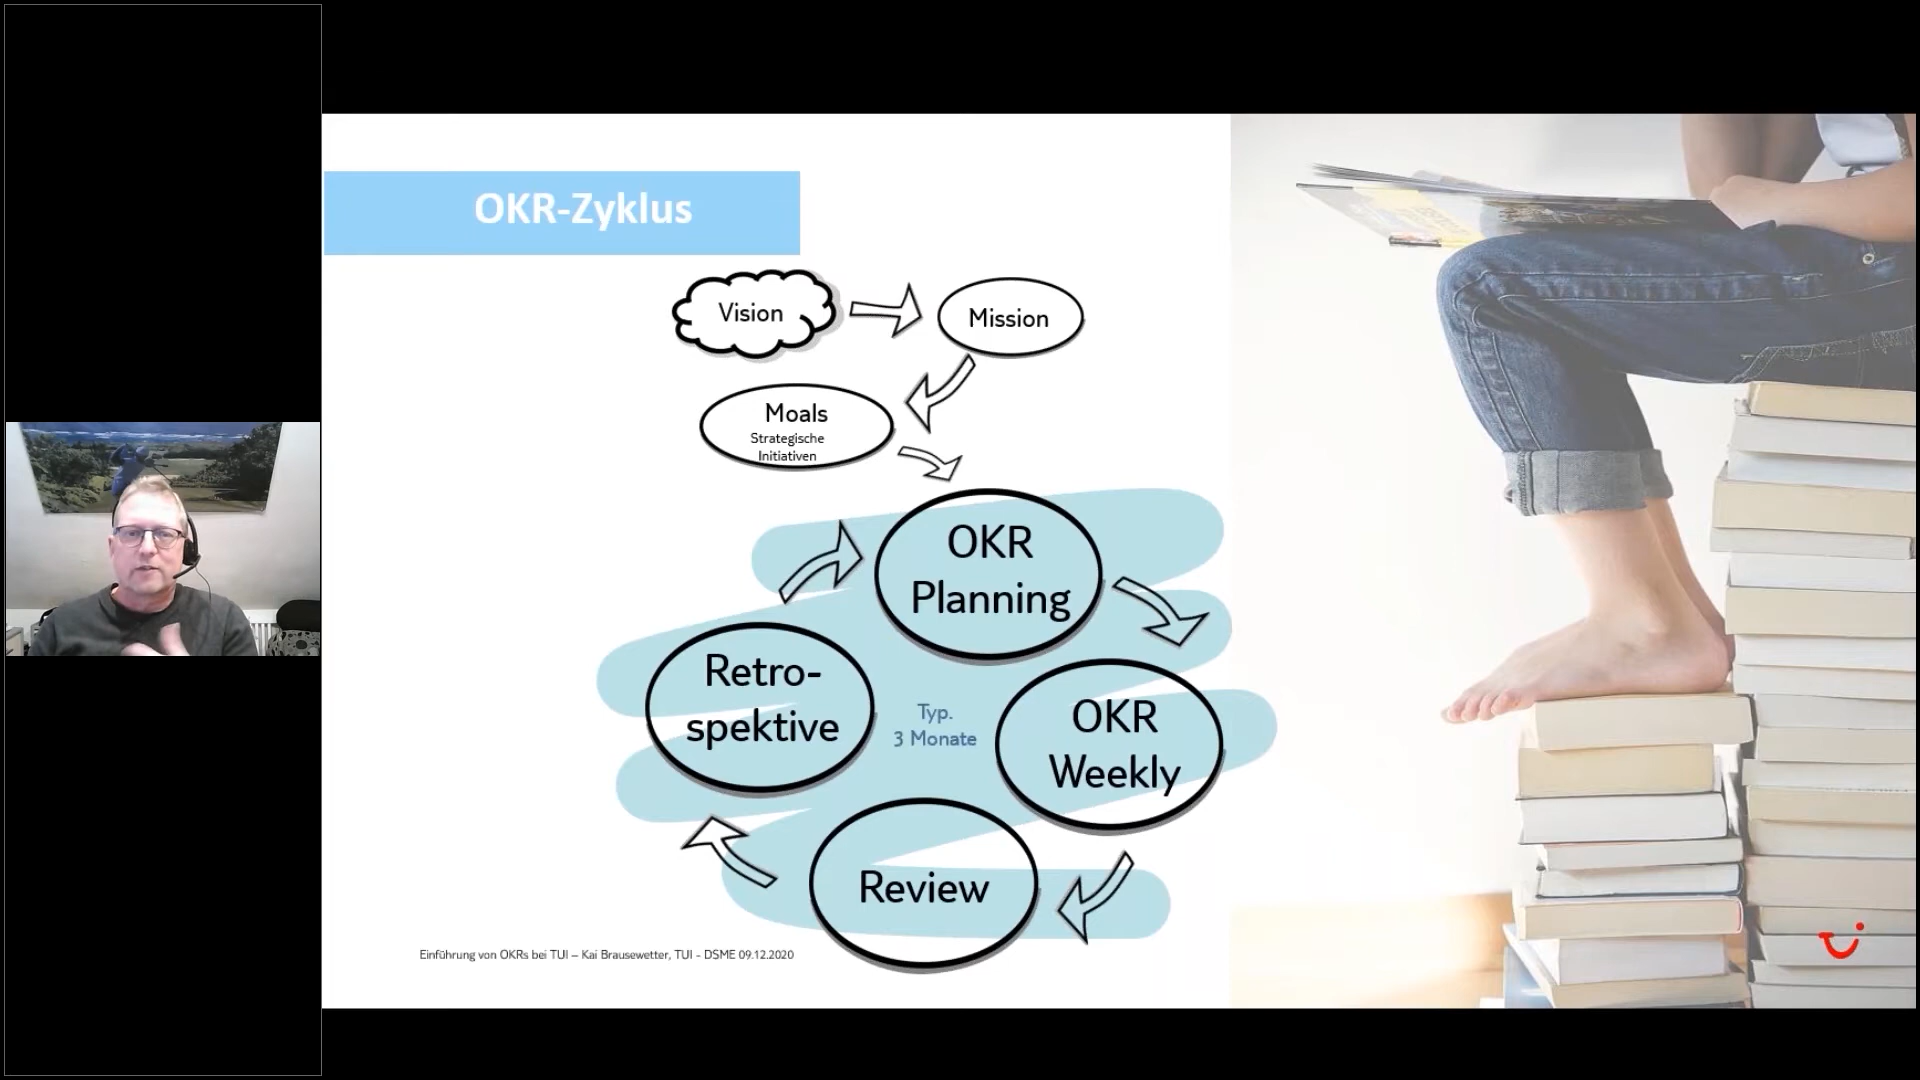 OKR-Zyklus
Vision
Mission
Moals
Strategische
Initiativen
OKR
Planning
Retro-
spektive
Typ.
3 Monate
OKR
Weekly
Review
Einführung von OKRs bei TUI – Kai Brausewetter, TUI - DSME 09.12.2020